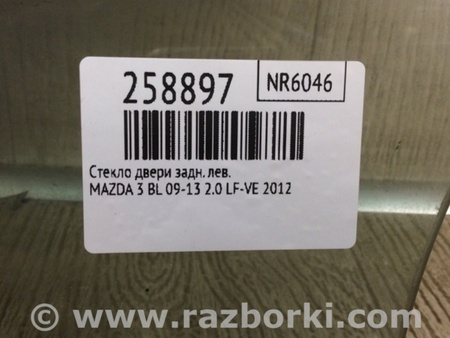 258897
NR6046
Стекло двери задн. лев.
MAZDA 3 BL 09-13 2.0 LF-VE 2012
© www.razborki.com